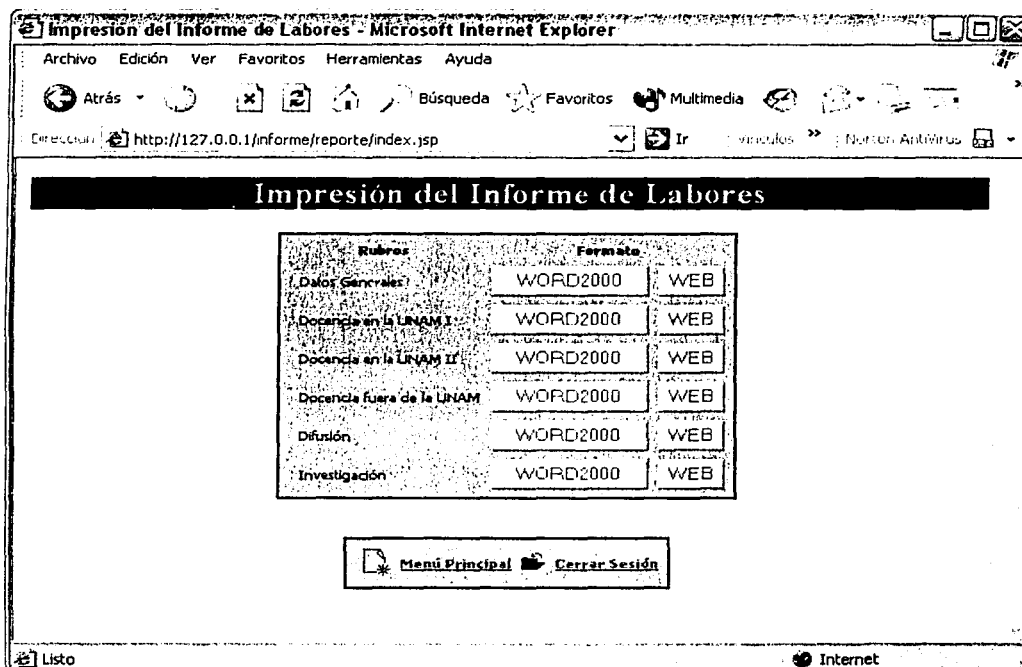 Impresión del Informe de Labores - Microsoft Internet Explorer
Archivo Edición Ver Favoritos Herramientas Ayuda
Atrás Búsqueda Favoritos Multimedia
Dirección http://127.0.0.1/informe/reporte/index.jsp Ir Vínculos >> Norton AntiVirus
Impresión del Informe de Labores
Rubros Formato
Datos Generales WORD2000 WEB
Docencia en la UNAM I WORD2000 WEB
Docencia en la UNAM II WORD2000 WEB
Docencia fuera de la UNAM WORD2000 WEB
Difusión WORD2000 WEB
Investigación WORD2000 WEB
Menú Principal Cerrar Sesión
Listo Internet